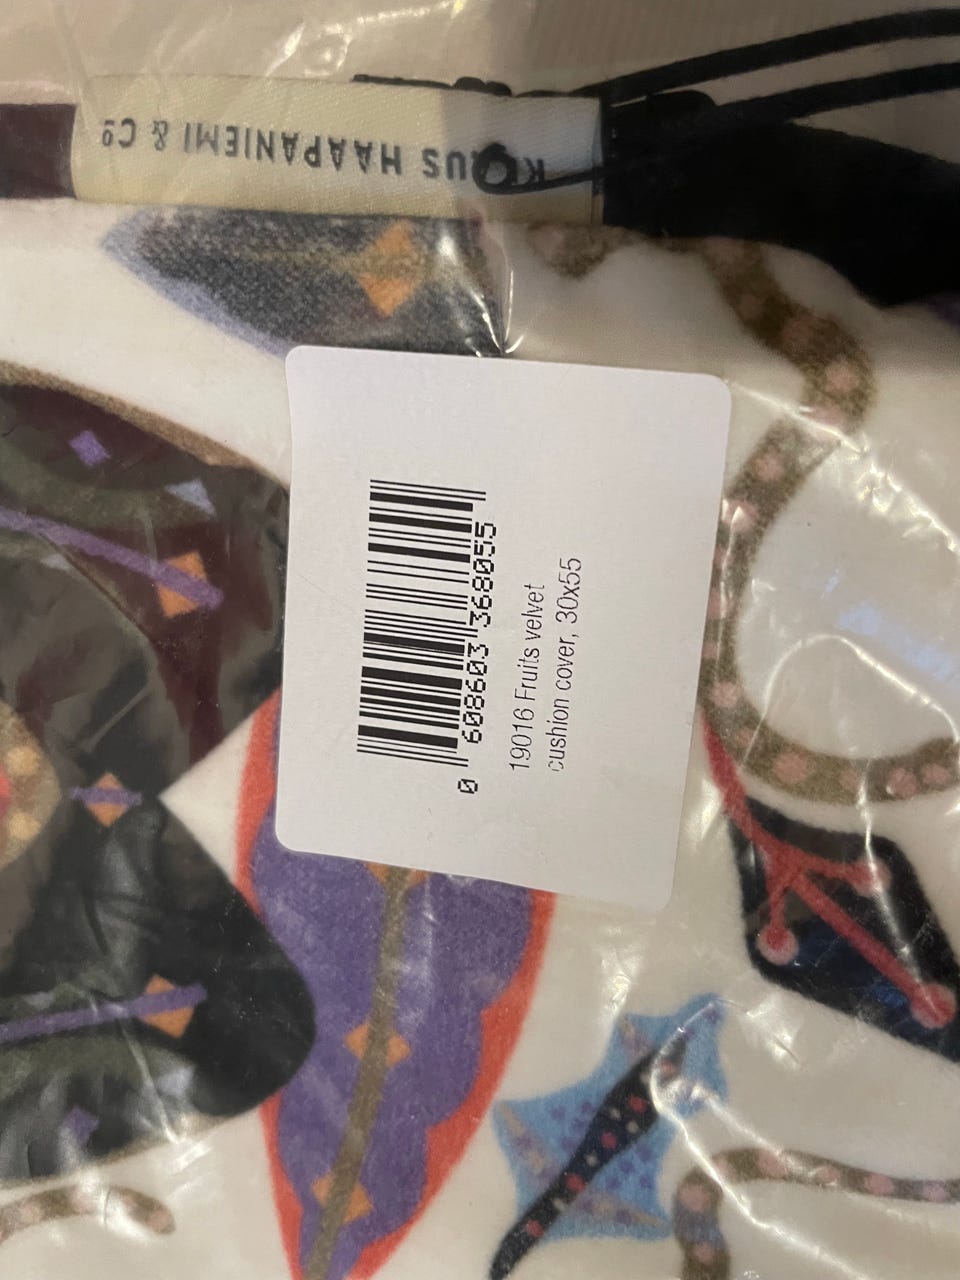 KLAUS HAAPANIEMI & Cº
0 608603 368055
19016 Fruits velvet
cushion cover, 30x55